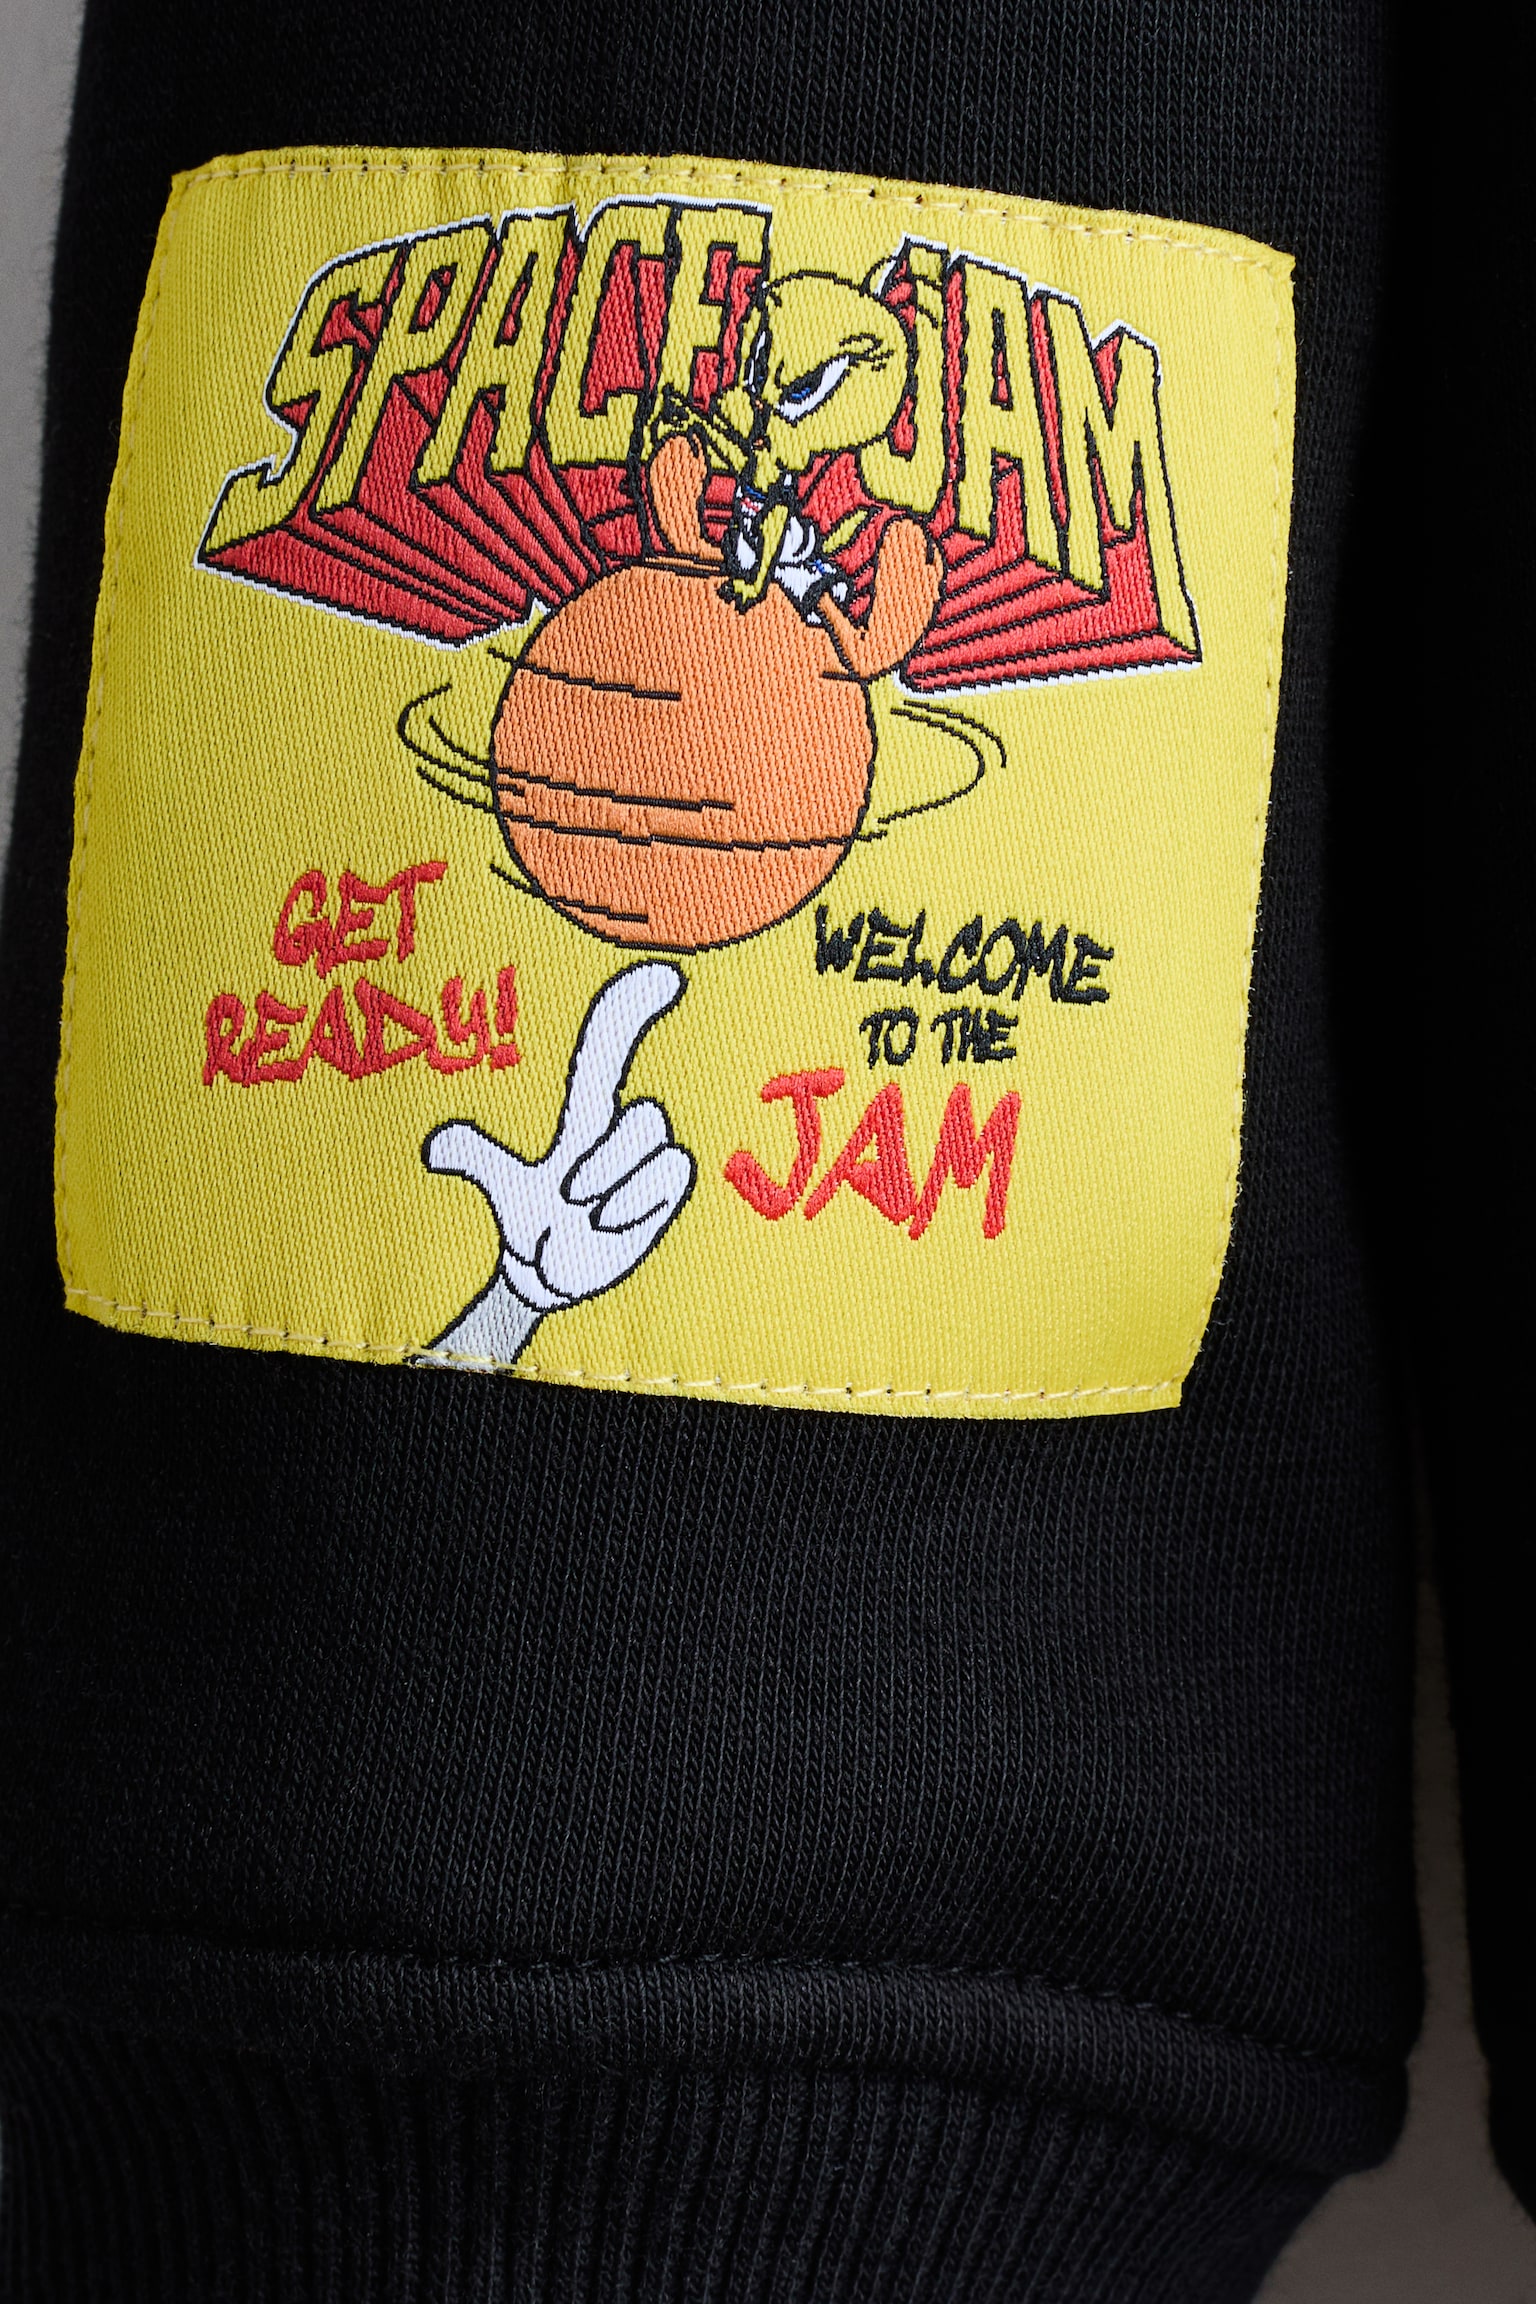 SPACE JAM
GET
READY!
WELCOME
TO THE
JAM